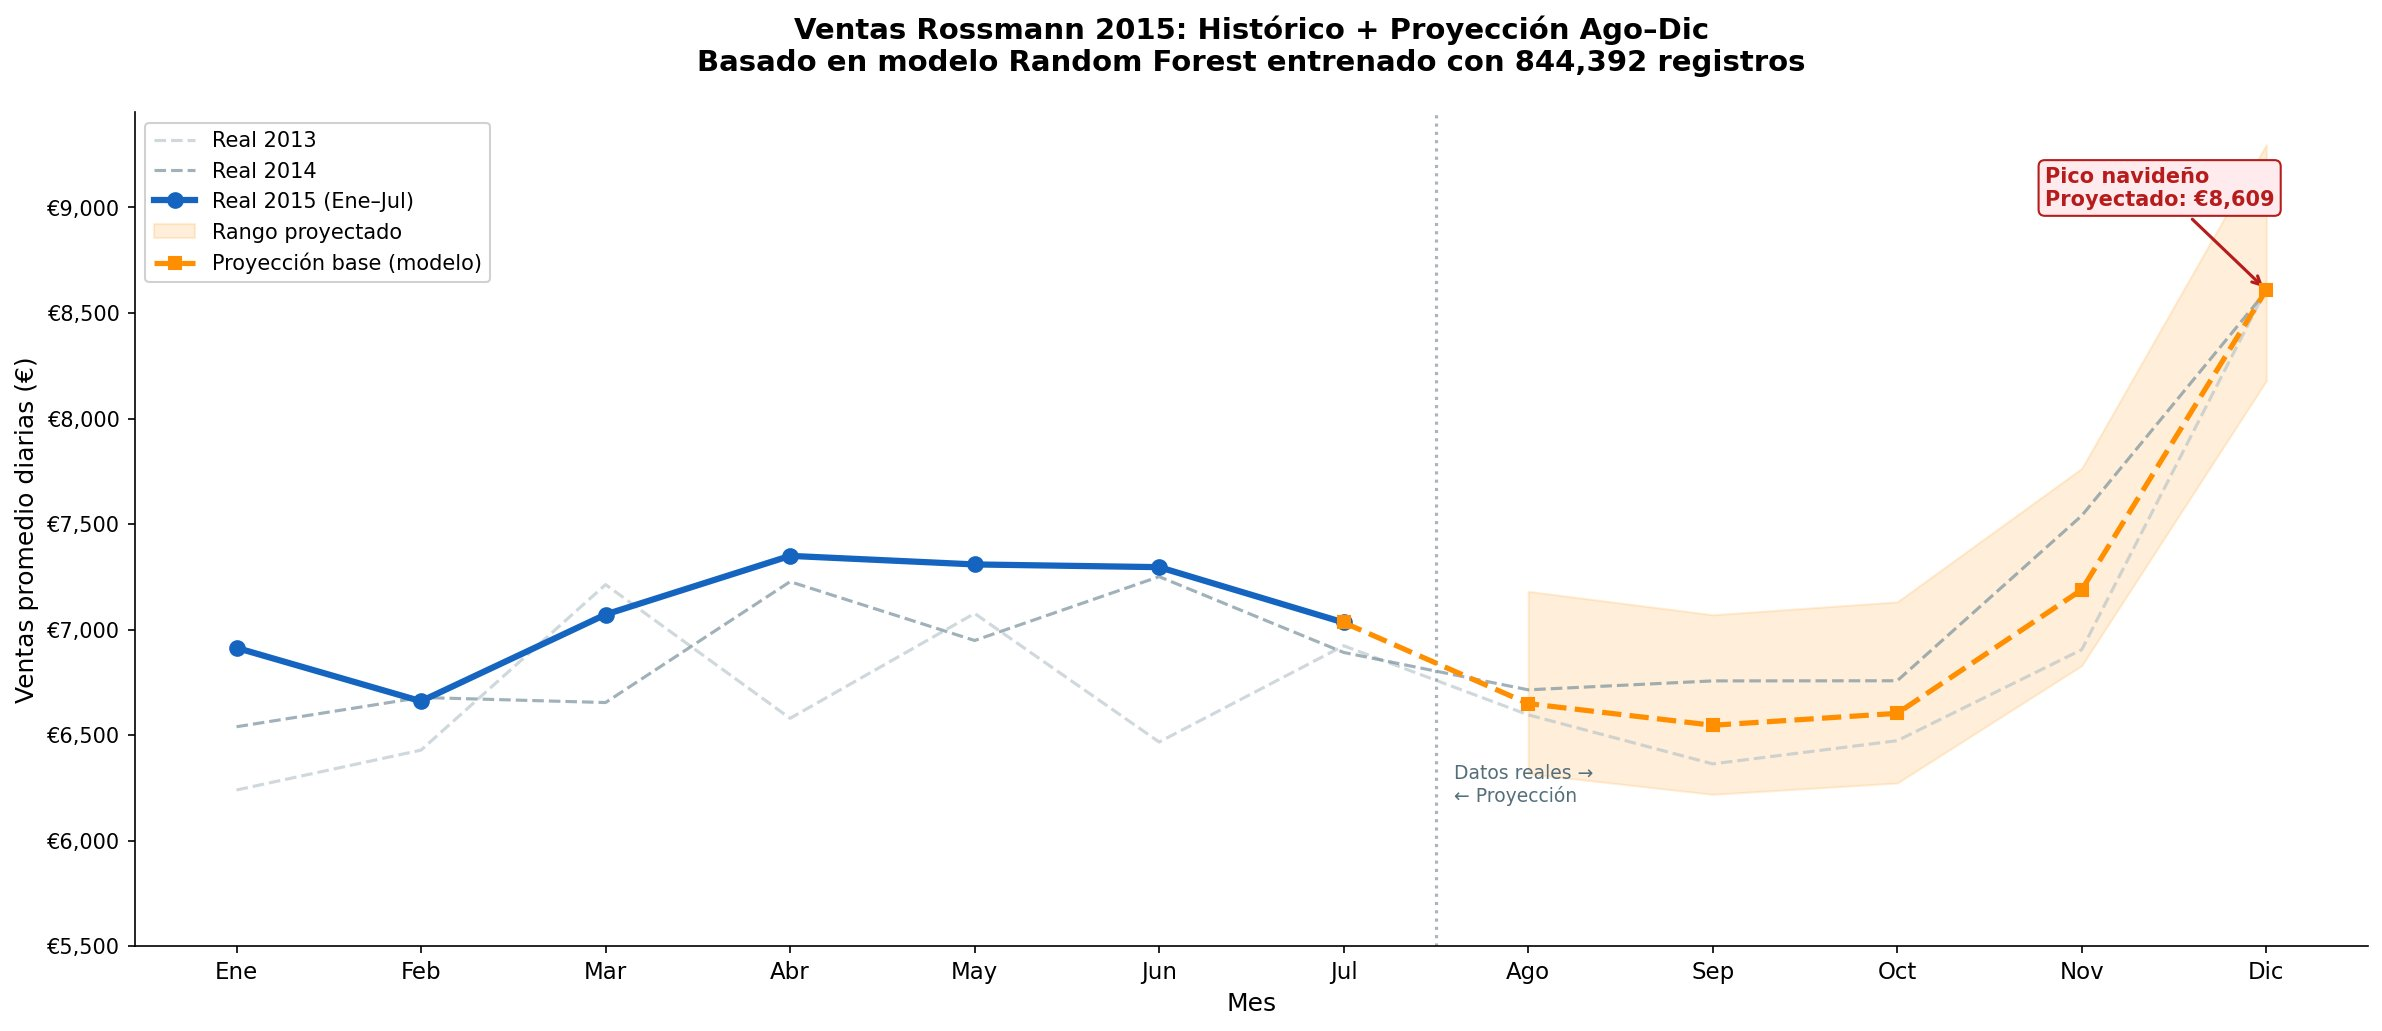 Ventas Rossmann 2015: Histórico + Proyección Ago–Dic
Basado en modelo Random Forest entrenado con 844,392 registros
Real 2013
Real 2014
Real 2015 (Ene–Jul)
Rango proyectado
Proyección base (modelo)
Pico navideño
Proyectado: €8,609
Ventas promedio diarias (€)
€9,000
€8,500
€8,000
€7,500
€7,000
€6,500
€6,000
€5,500
Datos reales →
← Proyección
Ene
Feb
Mar
Abr
May
Jun
Jul
Ago
Sep
Oct
Nov
Dic
Mes